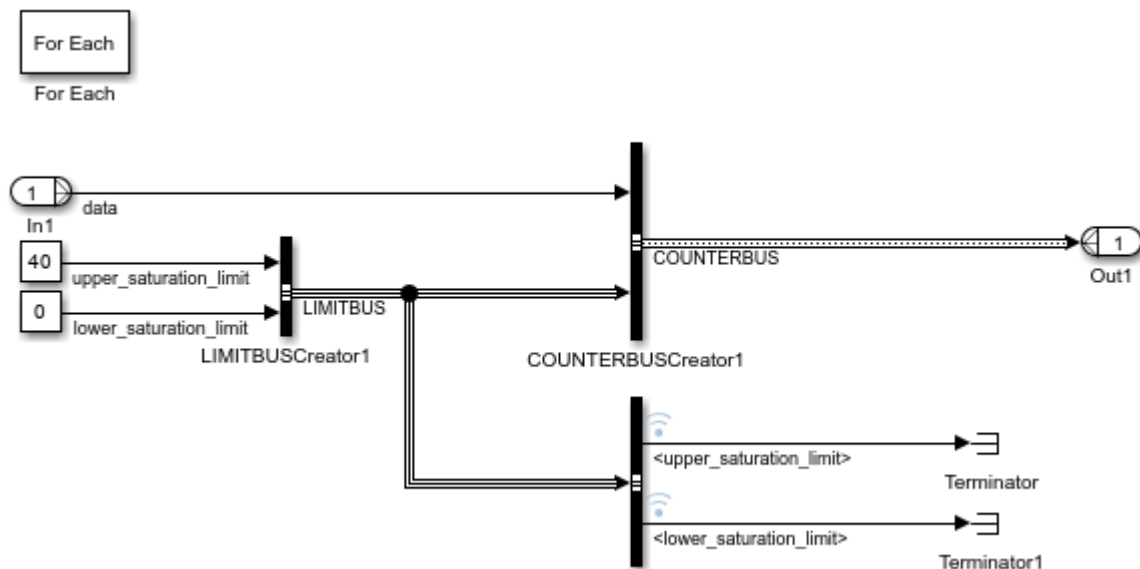 For Each
For Each
1
data
In1
40
upper_saturation_limit
0
lower_saturation_limit
LIMITBUS
LIMITBUSCreator1
COUNTERBUS
1
Out1
COUNTERBUSCreator1
<upper_saturation_limit>
Terminator
<lower_saturation_limit>
Terminator1